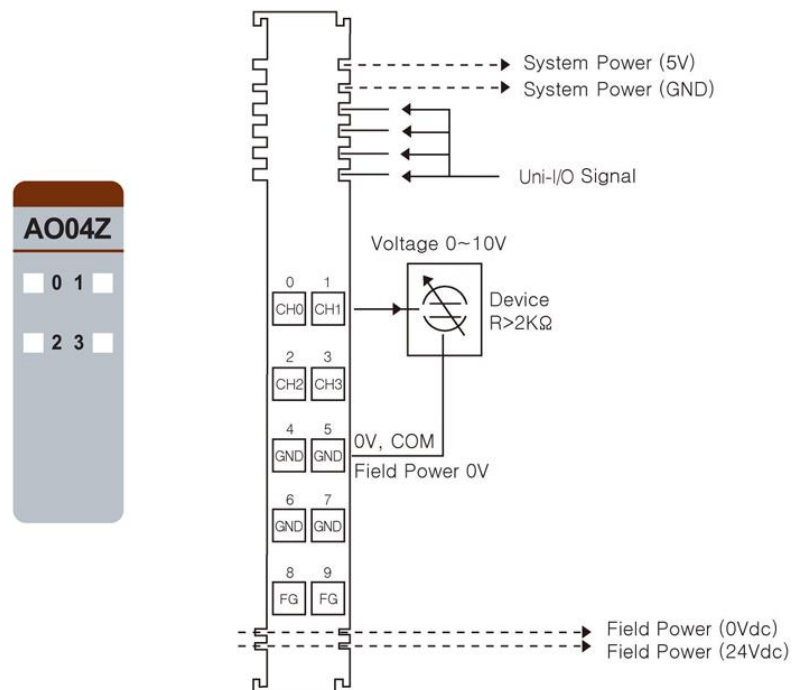 System Power (5V)
System Power (GND)
Uni-I/O Signal
AO04Z
0 1
2 3
Voltage 0~10V
0 1
CH0 CH1
Device
R>2KΩ
2 3
CH2 CH3
4 5
GND GND
0V, COM
Field Power 0V
6 7
GND GND
8 9
FG FG
Field Power (0Vdc)
Field Power (24Vdc)